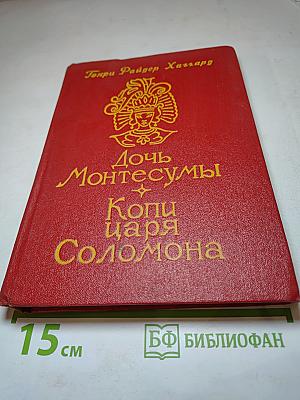 Генри Райдер Хаггард
Дочь
Монтесумы
Копи
царя
Соломона
15 см
БФ БИБЛИОФАН